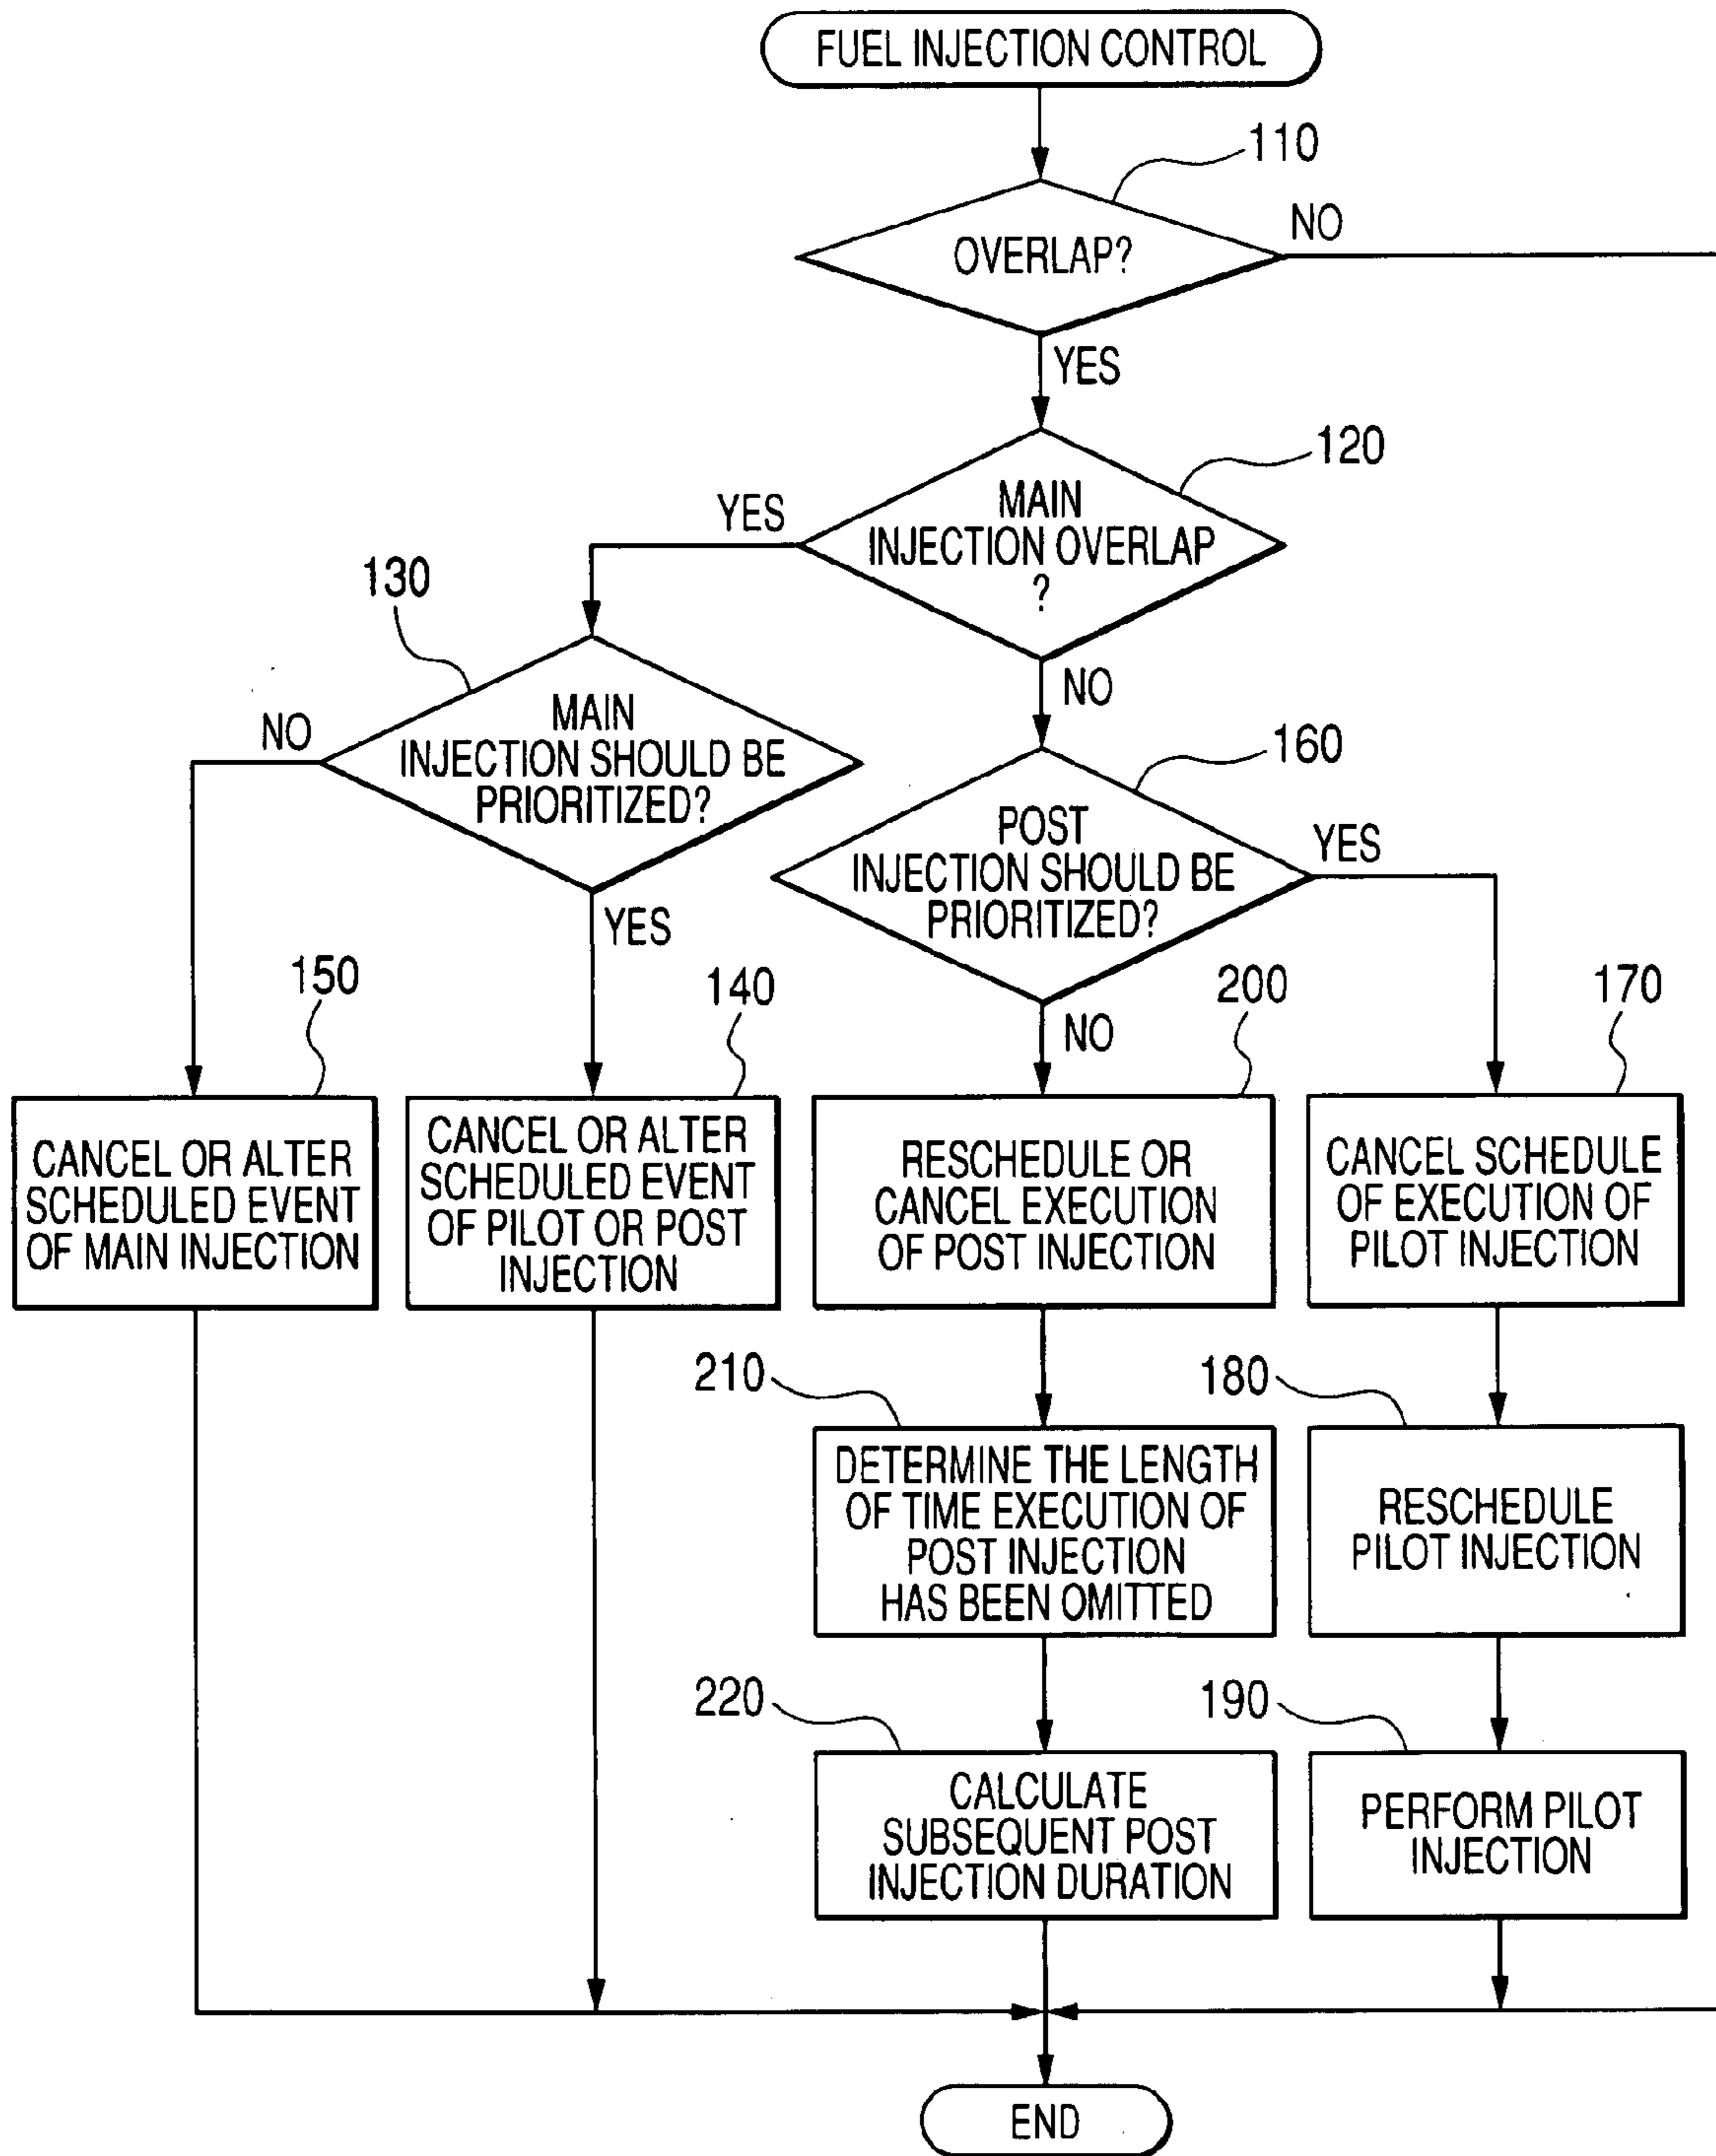 FUEL INJECTION CONTROL
110
OVERLAP?
NO
YES
120
MAIN
INJECTION OVERLAP
?
YES
NO
130
MAIN
INJECTION SHOULD BE
PRIORITIZED?
NO
YES
160
POST
INJECTION SHOULD BE
PRIORITIZED?
YES
NO
150
CANCEL OR ALTER
SCHEDULED EVENT
OF MAIN INJECTION
140
CANCEL OR ALTER
SCHEDULED EVENT
OF PILOT OR POST
INJECTION
200
RESCHEDULE OR
CANCEL EXECUTION
OF POST INJECTION
170
CANCEL SCHEDULE
OF EXECUTION OF
PILOT INJECTION
210
DETERMINE THE LENGTH
OF TIME EXECUTION OF
POST INJECTION
HAS BEEN OMITTED
180
RESCHEDULE
PILOT INJECTION
220
CALCULATE
SUBSEQUENT POST
INJECTION DURATION
190
PERFORM PILOT
INJECTION
END